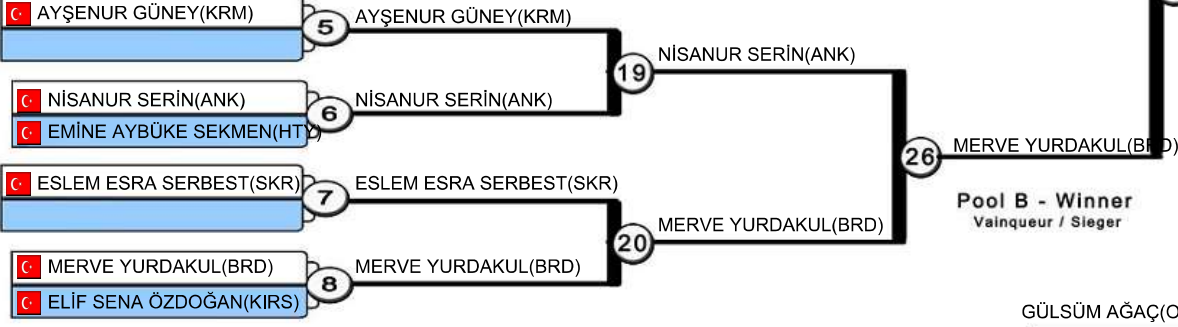 AYŞENUR GÜNEY(KRM)
5
AYŞENUR GÜNEY(KRM)
19
NİSANUR SERİN(ANK)
NİSANUR SERİN(ANK)
EMİNE AYBÜKE SEKMEN(HTY)
6
NİSANUR SERİN(ANK)
26
MERVE YURDAKUL(BRD)
Pool B - Winner
Vainqueur / Sieger
ESLEM ESRA SERBEST(SKR)
7
ESLEM ESRA SERBEST(SKR)
20
MERVE YURDAKUL(BRD)
MERVE YURDAKUL(BRD)
ELİF SENA ÖZDOĞAN(KIRS)
8
MERVE YURDAKUL(BRD)
GÜLSÜM AĞAÇ(O